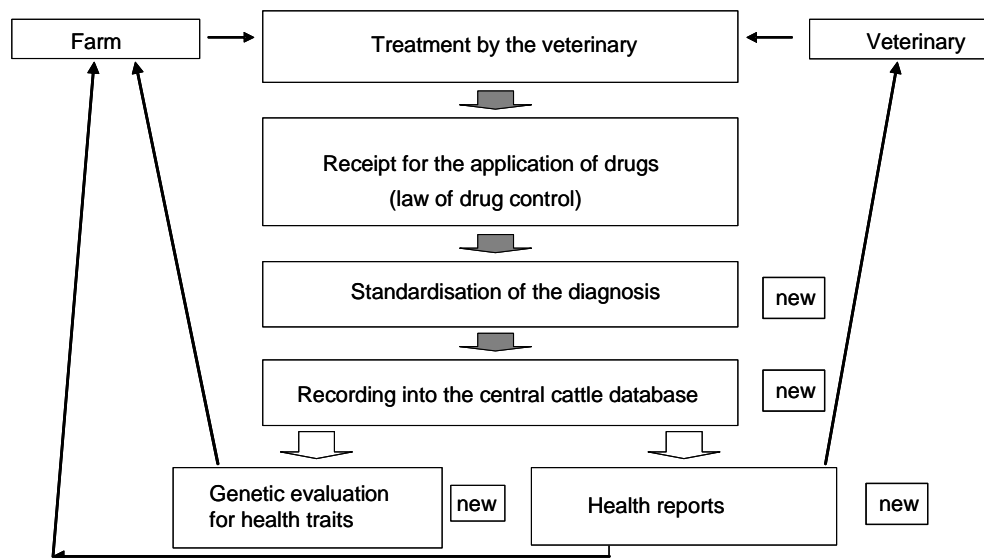 Farm
Treatment by the veterinary
Veterinary
Receipt for the application of drugs
(law of drug control)
Standardisation of the diagnosis
new
Recording into the central cattle database
new
Genetic evaluation
for health traits
new
Health reports
new